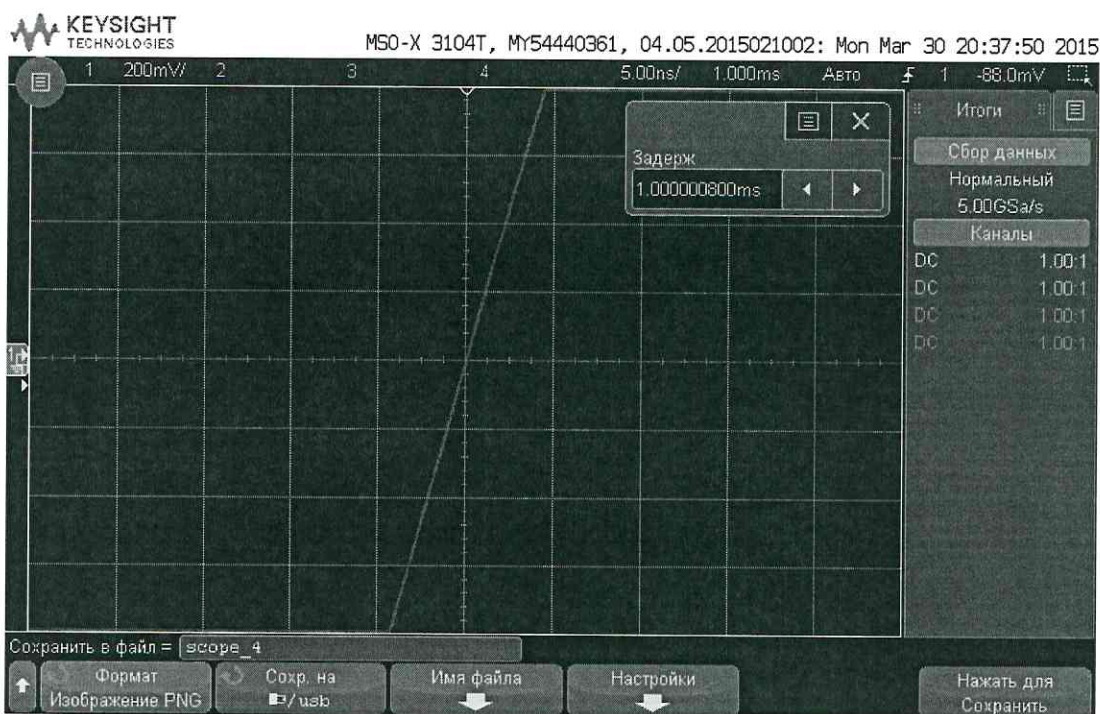 KEYSIGHT
TECHNOLOGIES
MSO-X 3104T, MY54440361, 04.05.2015021002: Mon Mar 30 20:37:50 2015
1 200mV/ 2 3 4 5.00ns/ 1.000ms Авто 1 -88.0mV
Итоги
Задерж
1.000000800ms
Сбор данных
Нормальный
5.00GSa/s
Каналы
DC 1.00:1
DC 1.00:1
DC 1.00:1
DC 1.00:1
Сохранить в файл = scope_4
Формат
Изображение PNG
Сохр. на
/usb
Имя файла
Настройки
Нажать для
Сохранить